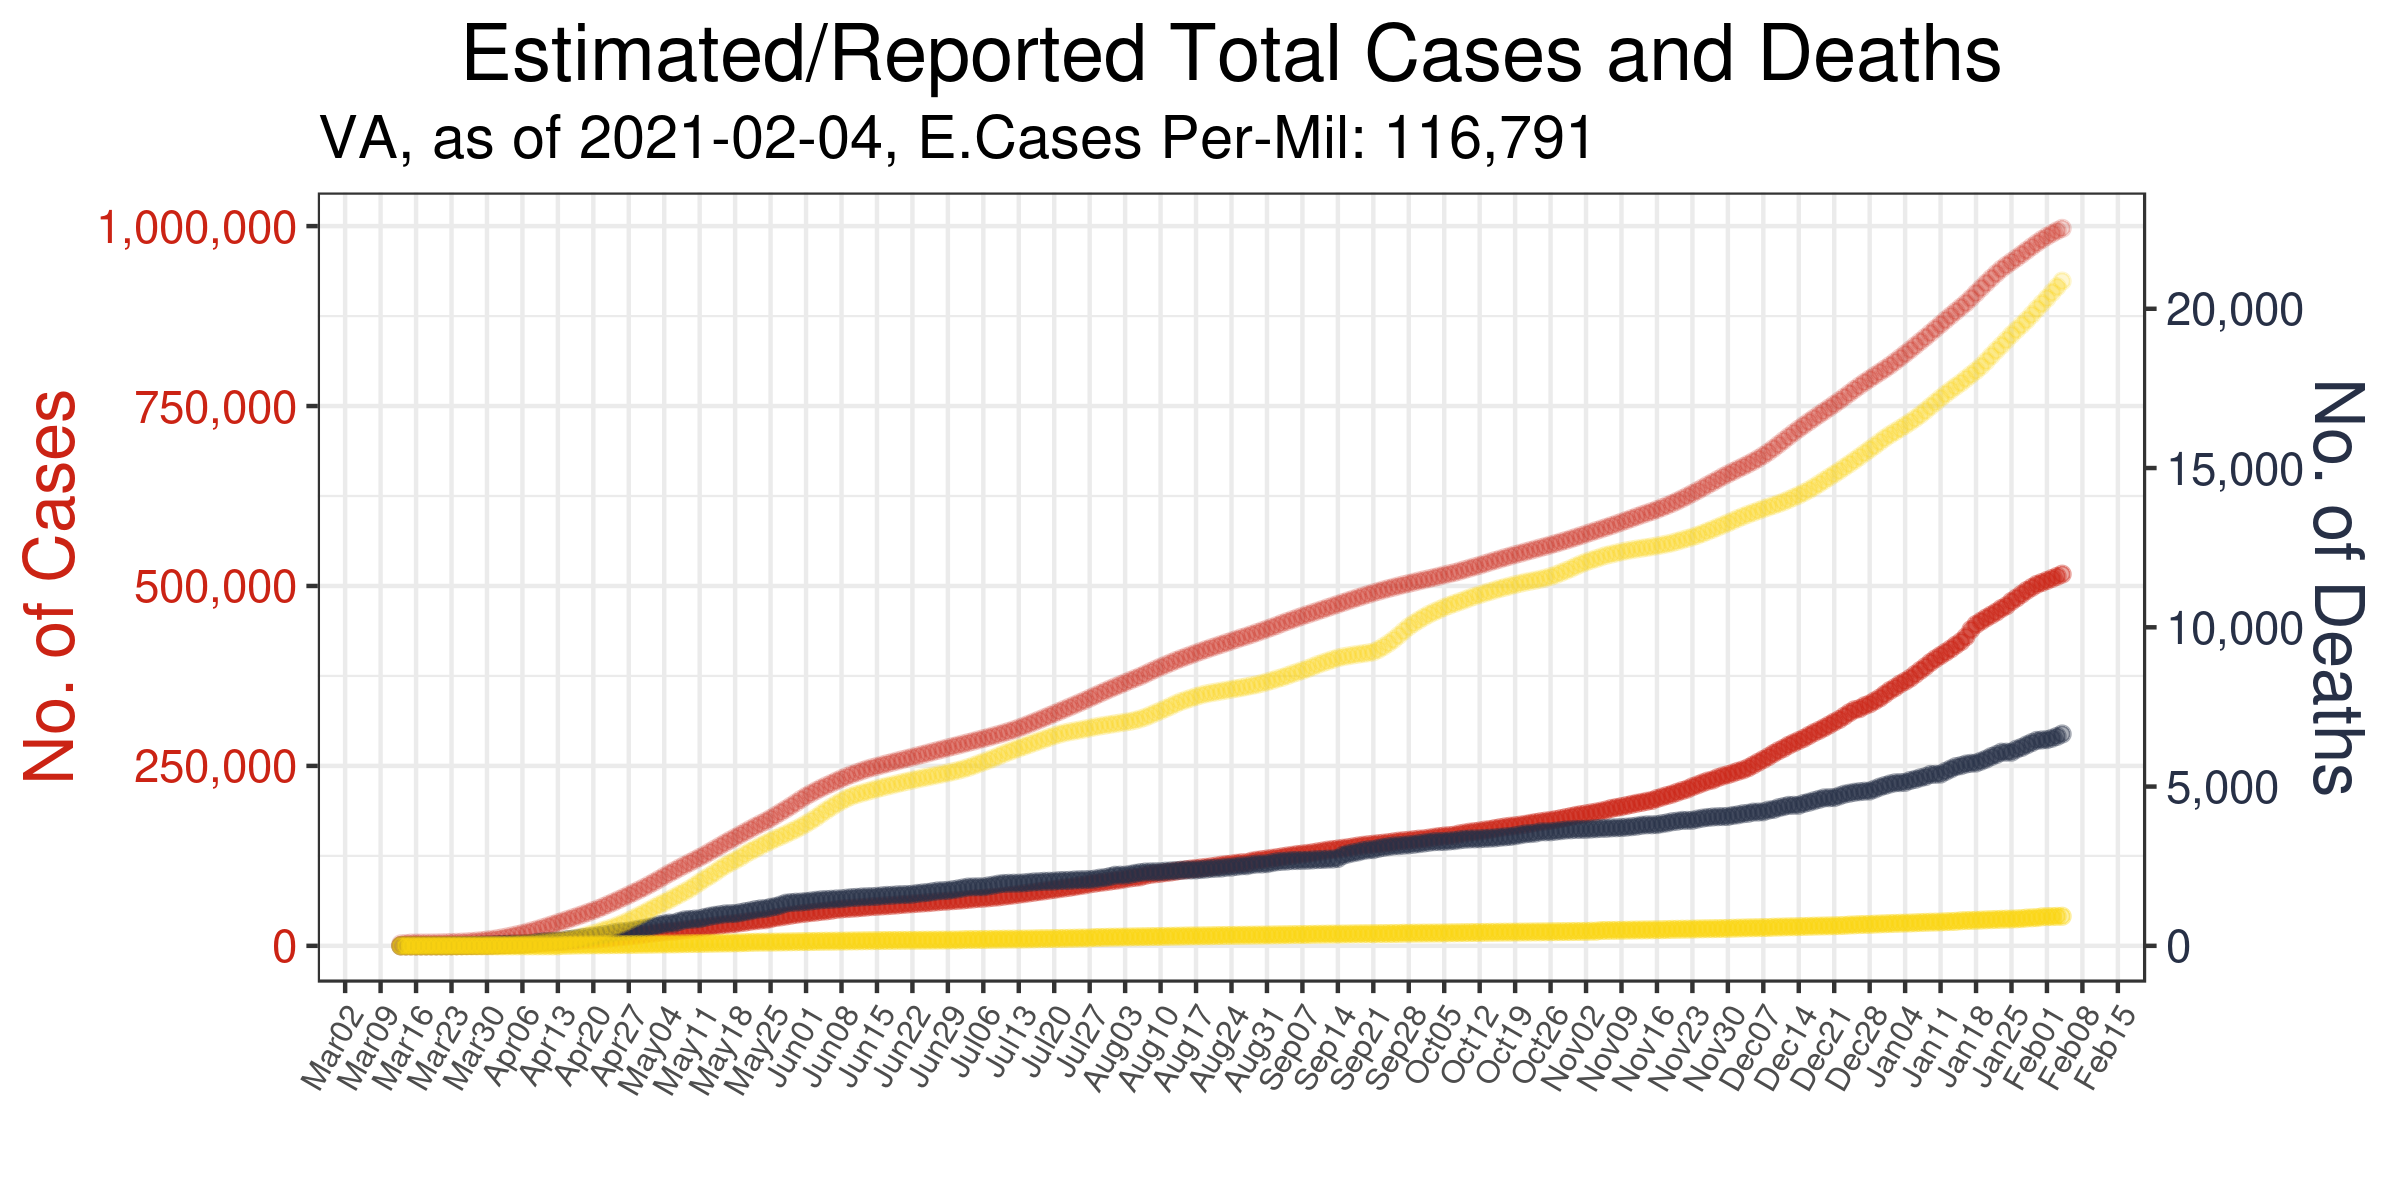 Estimated/Reported Total Cases and Deaths
VA, as of 2021-02-04, E.Cases Per-Mil: 116,791
No. of Cases
1,000,000
750,000
500,000
250,000
0
20,000
15,000
10,000
5,000
0
No. of Deaths
Mar02
Mar09
Mar16
Mar23
Mar30
Apr06
Apr13
Apr20
Apr27
May04
May11
May18
May25
Jun01
Jun08
Jun15
Jun22
Jun29
Jul06
Jul13
Jul20
Jul27
Aug03
Aug10
Aug17
Aug24
Aug31
Sep07
Sep14
Sep21
Sep28
Oct05
Oct12
Oct19
Oct26
Nov02
Nov09
Nov16
Nov23
Nov30
Dec07
Dec14
Dec21
Dec28
Jan04
Jan11
Jan18
Jan25
Feb01
Feb08
Feb15